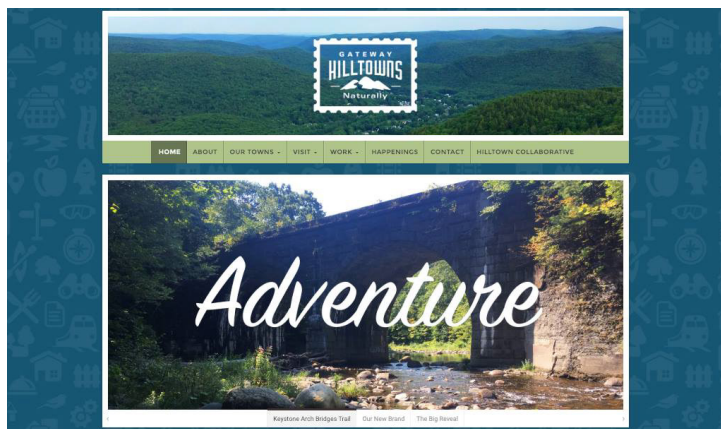 GATEWAY
HILLTOWNS
Naturally
HOME ABOUT OUR TOWNS VISIT WORK HAPPENINGS CONTACT HILLTOWN COLLABORATIVE
Adventure
Keystone Arch Bridges Trail Our New Brand The Big Reveal